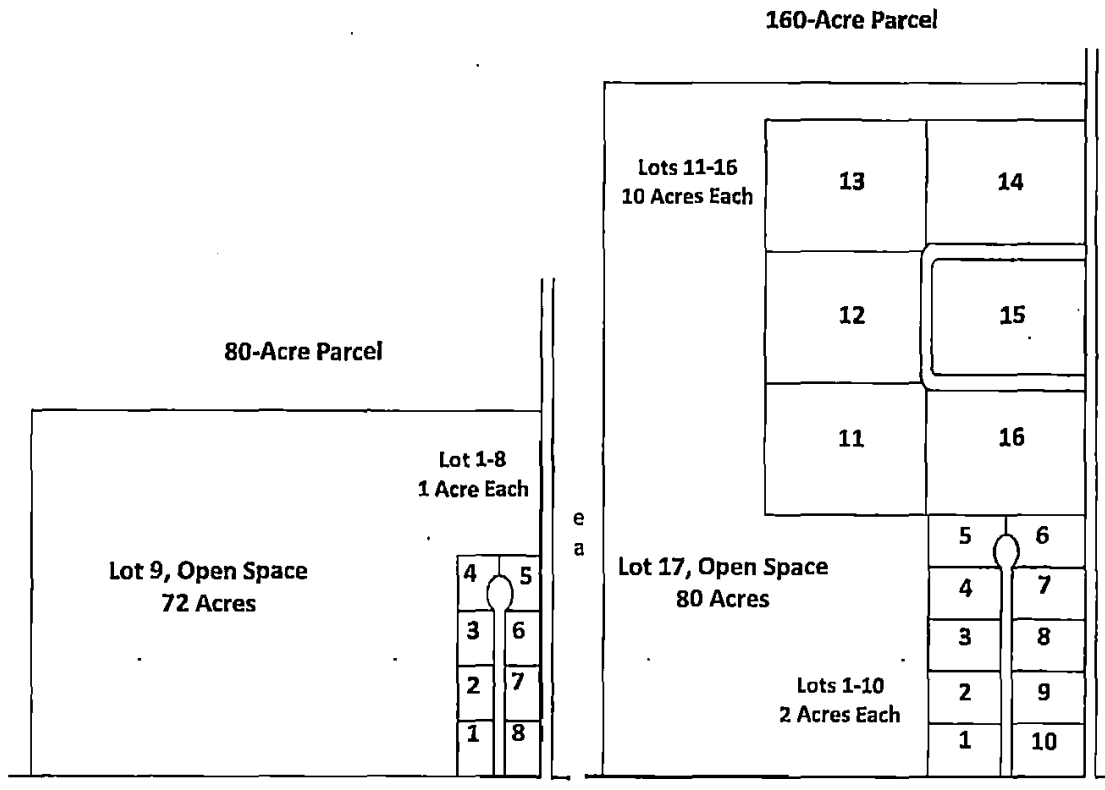 160-Acre Parcel
Lots 11-16
10 Acres Each
13
14
12
15
11
16
5
6
4
7
3
8
2
9
1
10
Lot 17, Open Space
80 Acres
Lots 1-10
2 Acres Each
80-Acre Parcel
Lot 1-8
1 Acre Each
Lot 9, Open Space
72 Acres
4
5
3
6
2
7
1
8
e
a